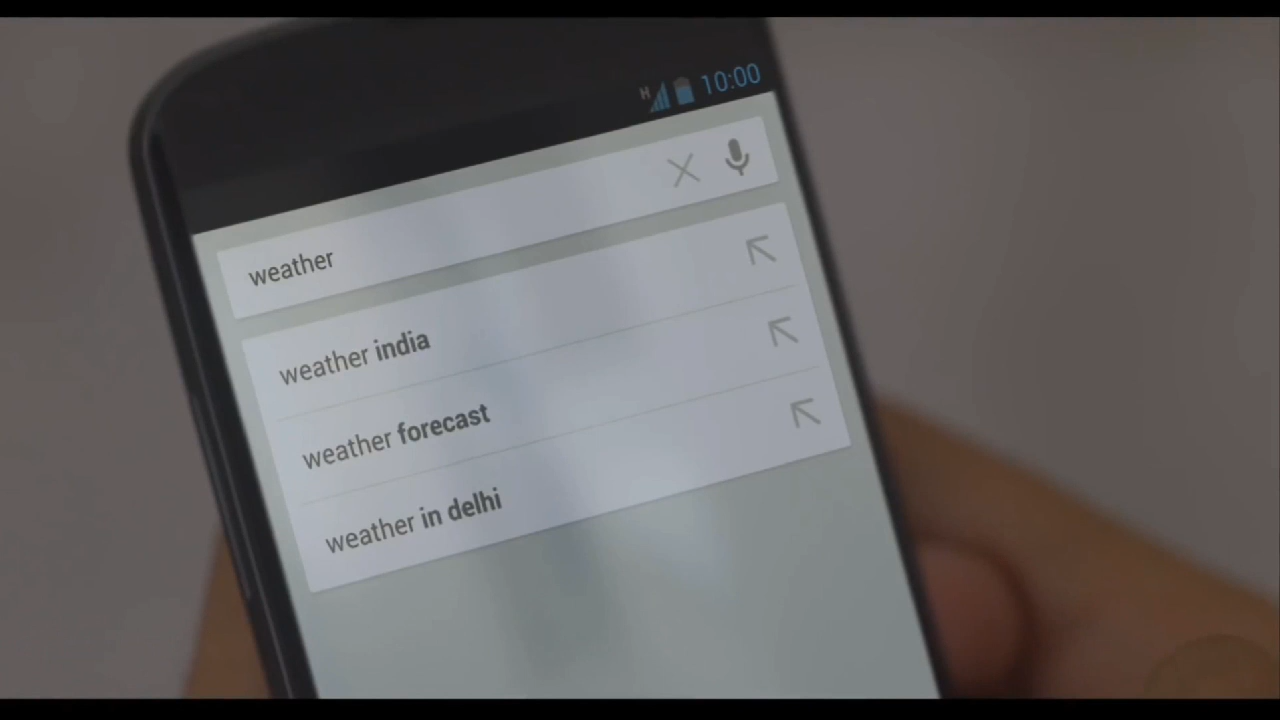 H 10:00
weather
weather india
weather forecast
weather in delhi